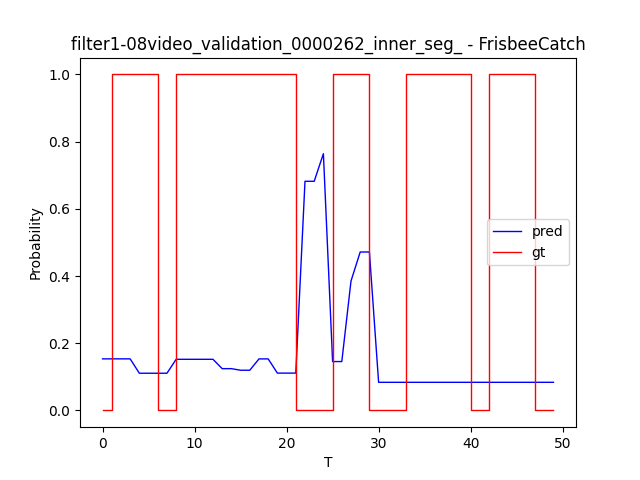 filter1-08video_validation_0000262_inner_seg_ - FrisbeeCatch
1.0
0.8
0.6
0.4
0.2
0.0
Probability
pred
gt
0
10
20
30
40
50
T